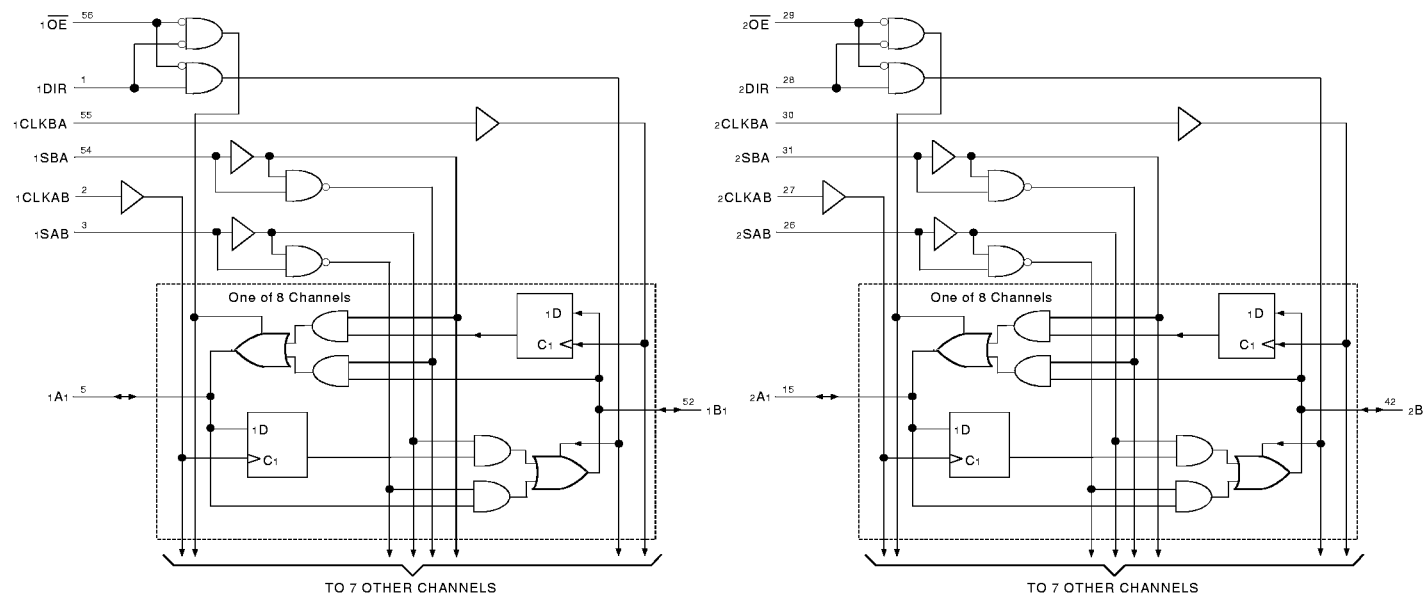 1OE 56
1DIR 1
1CLKBA 55
1SBA 54
1CLKAB 2
1SAB 3
One of 8 Channels
1D
C1
1A1 5
52 1B1
1D
C1
TO 7 OTHER CHANNELS
2OE 29
2DIR 28
2CLKBA 30
2SBA 31
2CLKAB 27
2SAB 26
One of 8 Channels
1D
C1
2A1 15
42 2B
1D
C1
TO 7 OTHER CHANNELS